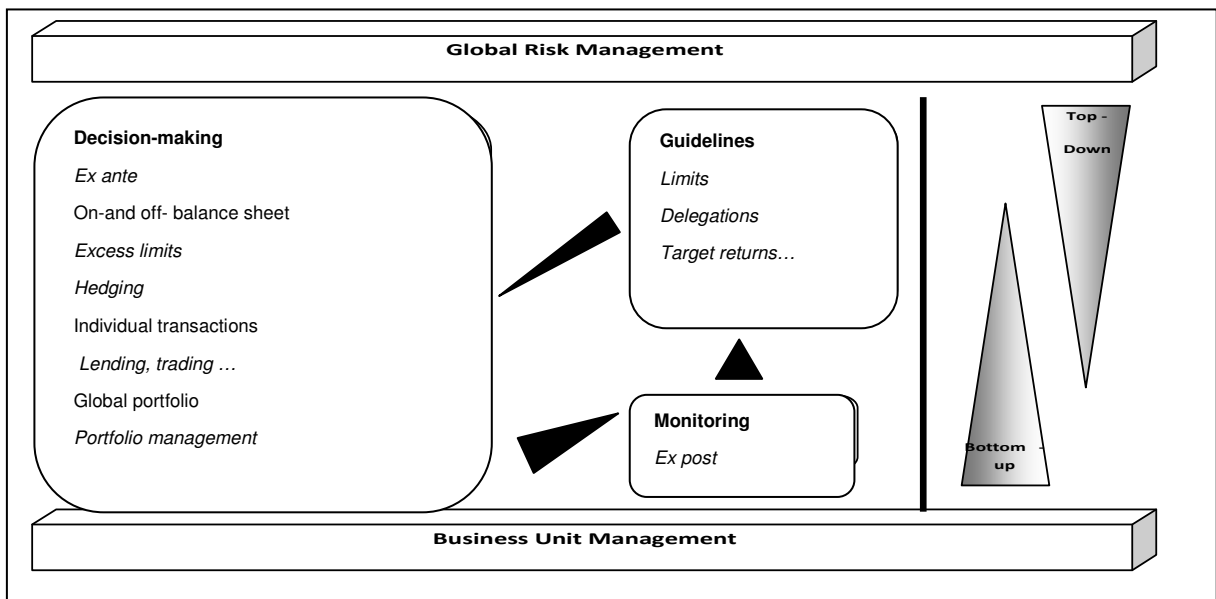 Global Risk Management
Decision-making
Ex ante
On-and off- balance sheet
Excess limits
Hedging
Individual transactions
Lending, trading …
Global portfolio
Portfolio management
Guidelines
Limits
Delegations
Target returns…
Monitoring
Ex post
Top -
Down
Bottom -
up
Business Unit Management